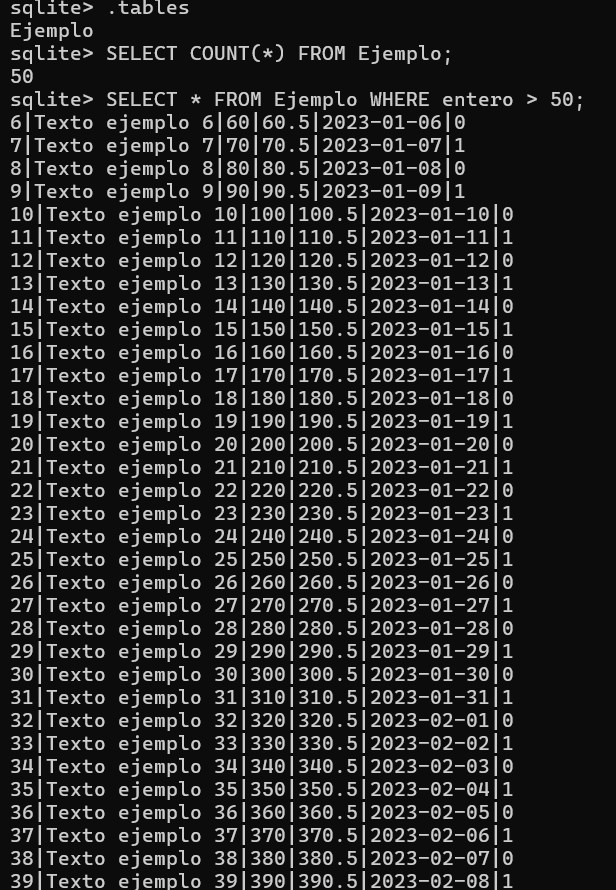 sqlite> .tables
Ejemplo
sqlite> SELECT COUNT(*) FROM Ejemplo;
50
sqlite> SELECT * FROM Ejemplo WHERE entero > 50;
6|Texto ejemplo 6|60|60.5|2023-01-06|0
7|Texto ejemplo 7|70|70.5|2023-01-07|1
8|Texto ejemplo 8|80|80.5|2023-01-08|0
9|Texto ejemplo 9|90|90.5|2023-01-09|1
10|Texto ejemplo 10|100|100.5|2023-01-10|0
11|Texto ejemplo 11|110|110.5|2023-01-11|1
12|Texto ejemplo 12|120|120.5|2023-01-12|0
13|Texto ejemplo 13|130|130.5|2023-01-13|1
14|Texto ejemplo 14|140|140.5|2023-01-14|0
15|Texto ejemplo 15|150|150.5|2023-01-15|1
16|Texto ejemplo 16|160|160.5|2023-01-16|0
17|Texto ejemplo 17|170|170.5|2023-01-17|1
18|Texto ejemplo 18|180|180.5|2023-01-18|0
19|Texto ejemplo 19|190|190.5|2023-01-19|1
20|Texto ejemplo 20|200|200.5|2023-01-20|0
21|Texto ejemplo 21|210|210.5|2023-01-21|1
22|Texto ejemplo 22|220|220.5|2023-01-22|0
23|Texto ejemplo 23|230|230.5|2023-01-23|1
24|Texto ejemplo 24|240|240.5|2023-01-24|0
25|Texto ejemplo 25|250|250.5|2023-01-25|1
26|Texto ejemplo 26|260|260.5|2023-01-26|0
27|Texto ejemplo 27|270|270.5|2023-01-27|1
28|Texto ejemplo 28|280|280.5|2023-01-28|0
29|Texto ejemplo 29|290|290.5|2023-01-29|1
30|Texto ejemplo 30|300|300.5|2023-01-30|0
31|Texto ejemplo 31|310|310.5|2023-01-31|1
32|Texto ejemplo 32|320|320.5|2023-02-01|0
33|Texto ejemplo 33|330|330.5|2023-02-02|1
34|Texto ejemplo 34|340|340.5|2023-02-03|0
35|Texto ejemplo 35|350|350.5|2023-02-04|1
36|Texto ejemplo 36|360|360.5|2023-02-05|0
37|Texto ejemplo 37|370|370.5|2023-02-06|1
38|Texto ejemplo 38|380|380.5|2023-02-07|0
39|Texto ejemplo 39|390|390.5|2023-02-08|1